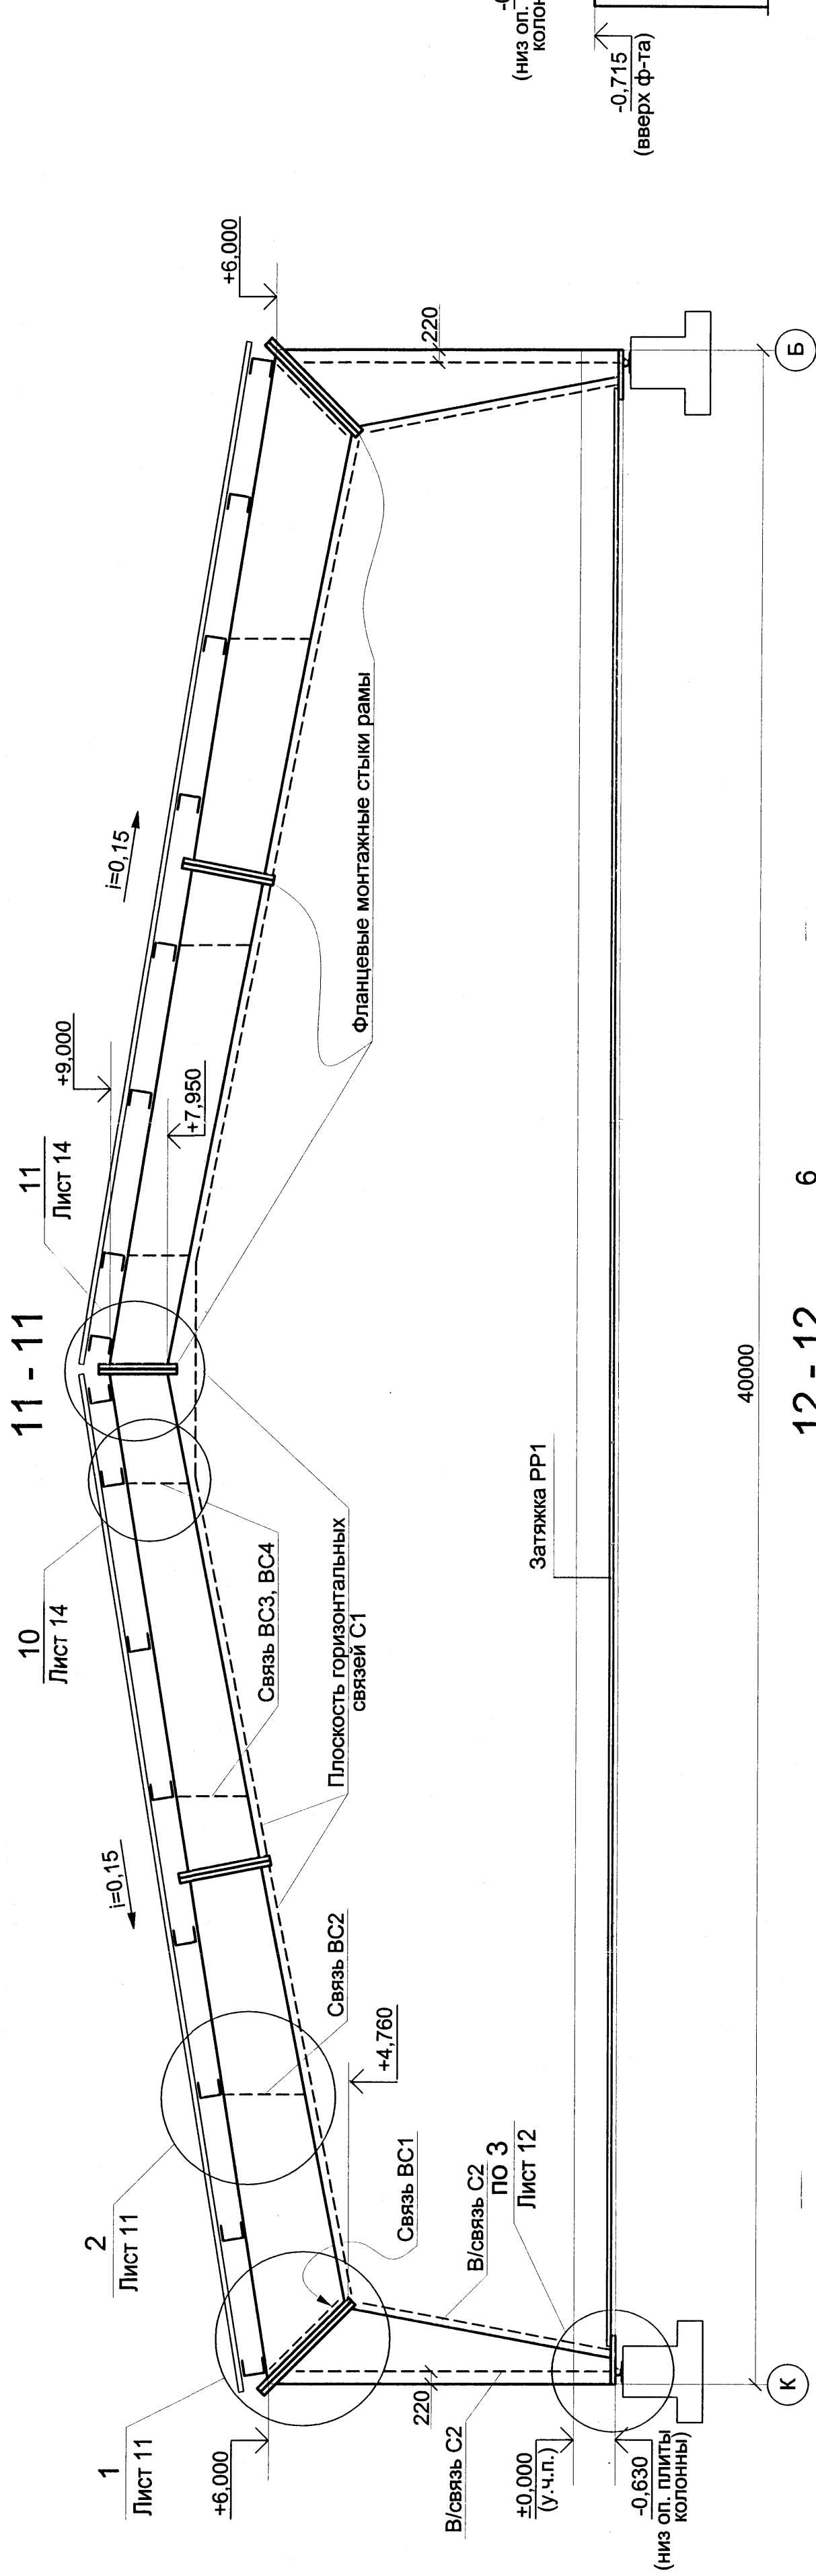 11 - 11
1
Лист 11
2
Лист 11
10
Лист 14
11
Лист 14
i=0,15
i=0,15
+9,000
+7,950
+6,000
+6,000
+4,760
220
220
Связь ВС1
Связь ВС2
Связь ВС3, ВС4
Плоскость горизонтальных
связей С1
Фланцевые монтажные стыки рамы
В/связь С2
В/связь С2
ПО 3
Лист 12
Затяжка РР1
±0,000
(у.ч.п.)
-0,630
(низ оп. плиты
колонны)
40000
К
Б
12 - 12
6
(низ оп.
-0,715
(вверх ф-та)